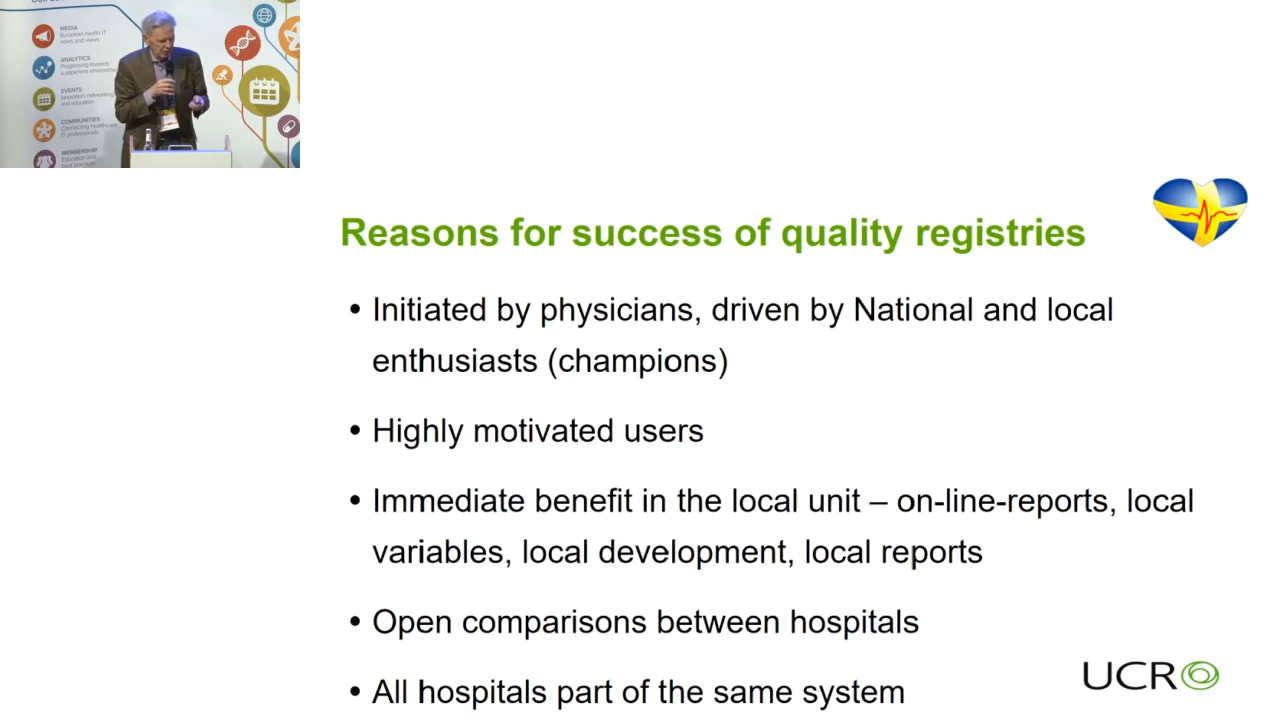 MEDIA
European health IT
news and views
ANALYTICS
Progressing towards
a paperless environment
EVENTS
Innovation, networking
and education
COMMUNITIES
Connecting healthcare
IT professionals
MEMBERSHIP
Education and
best practices
Reasons for success of quality registries
• Initiated by physicians, driven by National and local
enthusiasts (champions)
• Highly motivated users
• Immediate benefit in the local unit – on-line-reports, local
variables, local development, local reports
• Open comparisons between hospitals
• All hospitals part of the same system
UCR